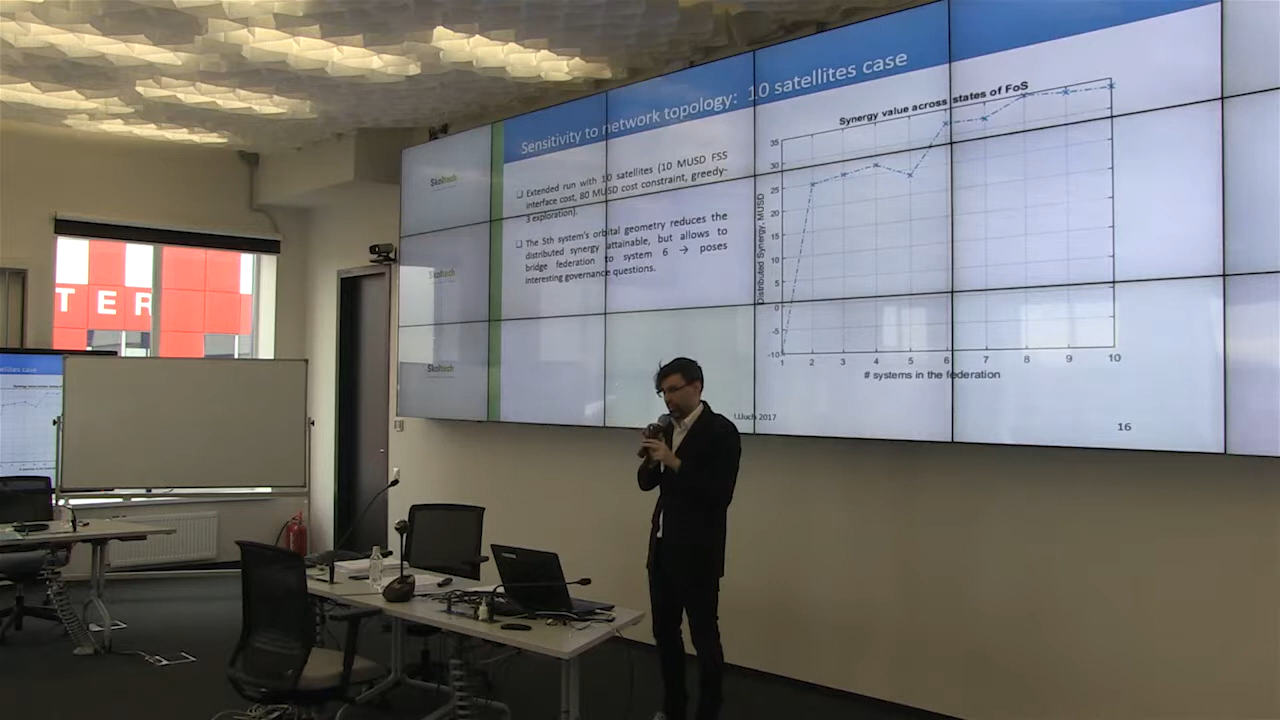 Sensitivity to network topology: 10 satellites case
Skoltech
Extended run with 10 satellites (10 MUSD FSS
interface cost, 80 MUSD cost constraint, greedy-
3 exploration).
The 5th system's orbital geometry reduces the
distributed synergy attainable, but allows to
bridge federation to system 6 → poses
interesting governance questions.
Skoltech
Skoltech
Synergy value across states of FoS
Distributed Synergy, MUSD
35
30
25
20
15
10
5
0
-5
-10
1 2 3 4 5 6 7 8 9 10
# systems in the federation
2017
16
TER